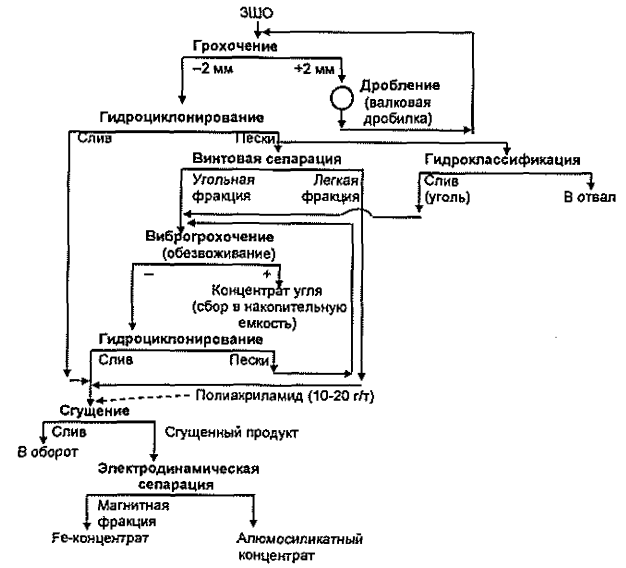 ЗШО
Грохочение
–2 мм
+2 мм
Дробление
(валковая
дробилка)
Гидроциклонирование
Слив
Пески
Винтовая сепарация
Гидроклассификация
Угольная
фракция
Легкая
фракция
Слив
(уголь)
В отвал
Виброгрохочение
(обезвоживание)
–
+
Концентрат угля
(сбор в накопительную
емкость)
Гидроциклонирование
Слив
Пески
Полиахриламид (10-20 г/т)
Сгущение
Слив
Сгущенный продукт
В оборот
Электродинамическая
сепарация
Магнитная
фракция
Fe-концентрат
Алюмосиликатный
концентрат